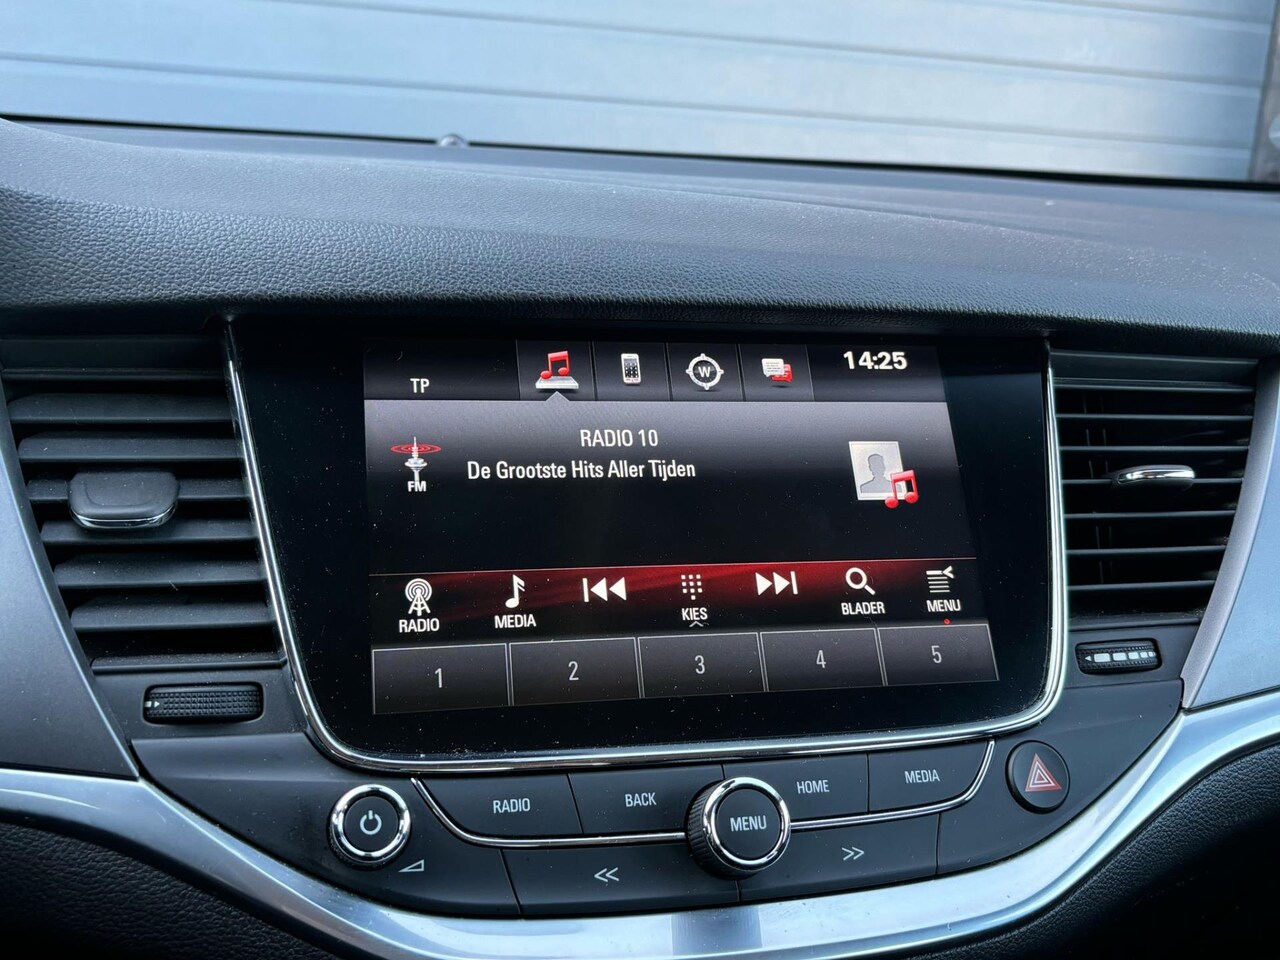 TP
W
14:25
RADIO 10
De Grootste Hits Aller Tijden
FM
RADIO
MEDIA
KIES
BLADER
MENU
1
2
3
4
5
RADIO
BACK
MENU
HOME
MEDIA